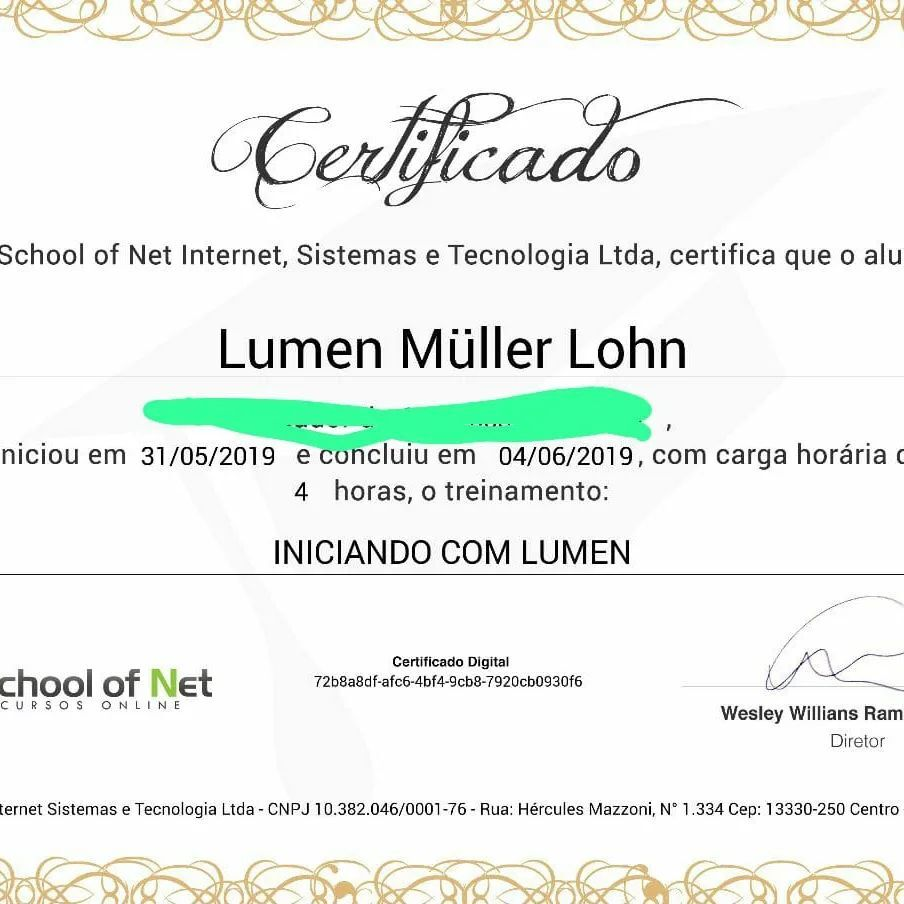 Certificado
School of Net Internet, Sistemas e Tecnologia Ltda, certifica que o alu
Lumen Müller Lohn
,
niciou em 31/05/2019 e concluiu em 04/06/2019, com carga horária d
4 horas, o treinamento:
INICIANDO COM LUMEN
chool of Net
CURSOS ONLINE
Certificado Digital
72b8a8df-afc6-4bf4-9cb8-7920cb0930f6
Wesley Willians Ram
Diretor
ternet Sistemas e Tecnologia Ltda - CNPJ 10.382.046/0001-76 - Rua: Hércules Mazzoni, N° 1.334 Cep: 13330-250 Centro -